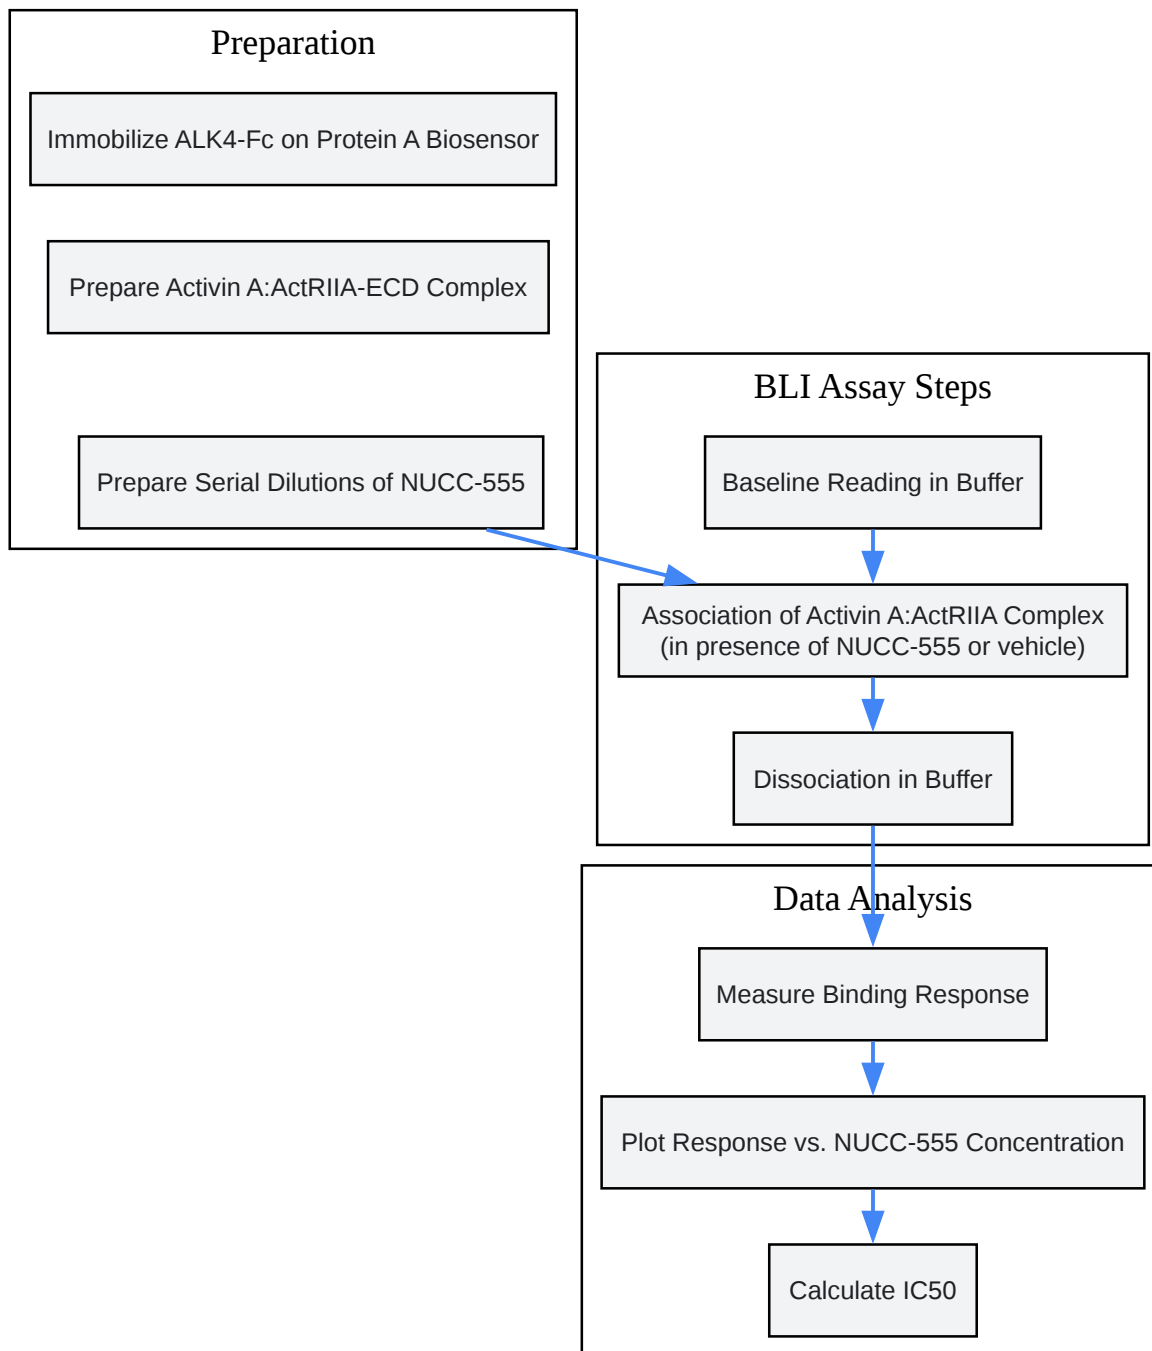 Preparation
Immobilize ALK4-Fc on Protein A Biosensor
Prepare Activin A:ActRIIA-ECD Complex
Prepare Serial Dilutions of NUCC-555
BLI Assay Steps
Baseline Reading in Buffer
Association of Activin A:ActRIIA Complex
(in presence of NUCC-555 or vehicle)
Dissociation in Buffer
Data Analysis
Measure Binding Response
Plot Response vs. NUCC-555 Concentration
Calculate IC50